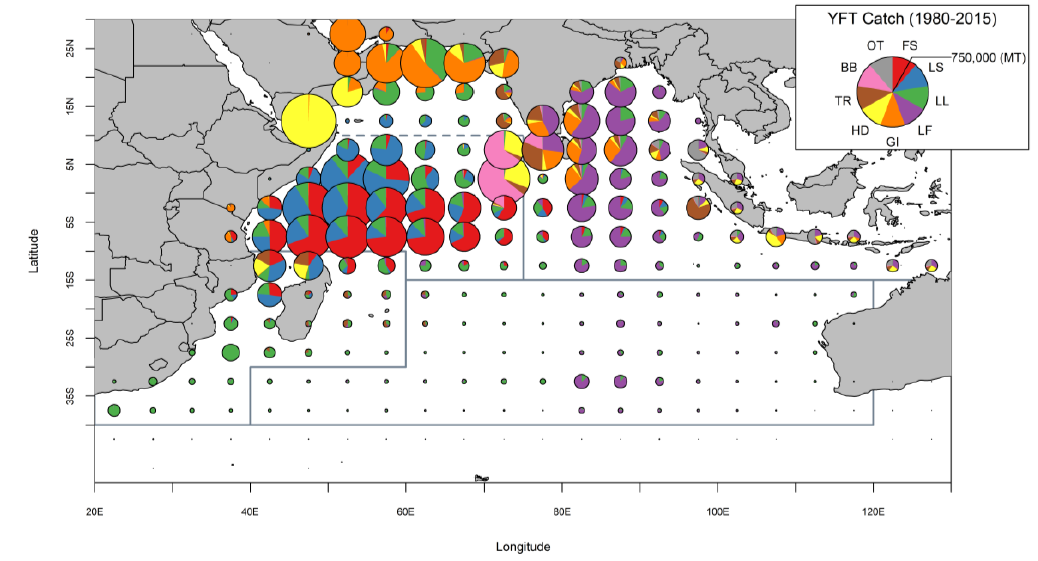 YFT Catch (1980-2015)
OT FS
750,000 (MT)
BB LS
TR LL
HD LF
GI
25N
15N
5N
5S
15S
25S
35S
Latitude
20E 40E 60E 80E 100E 120E
Longitude